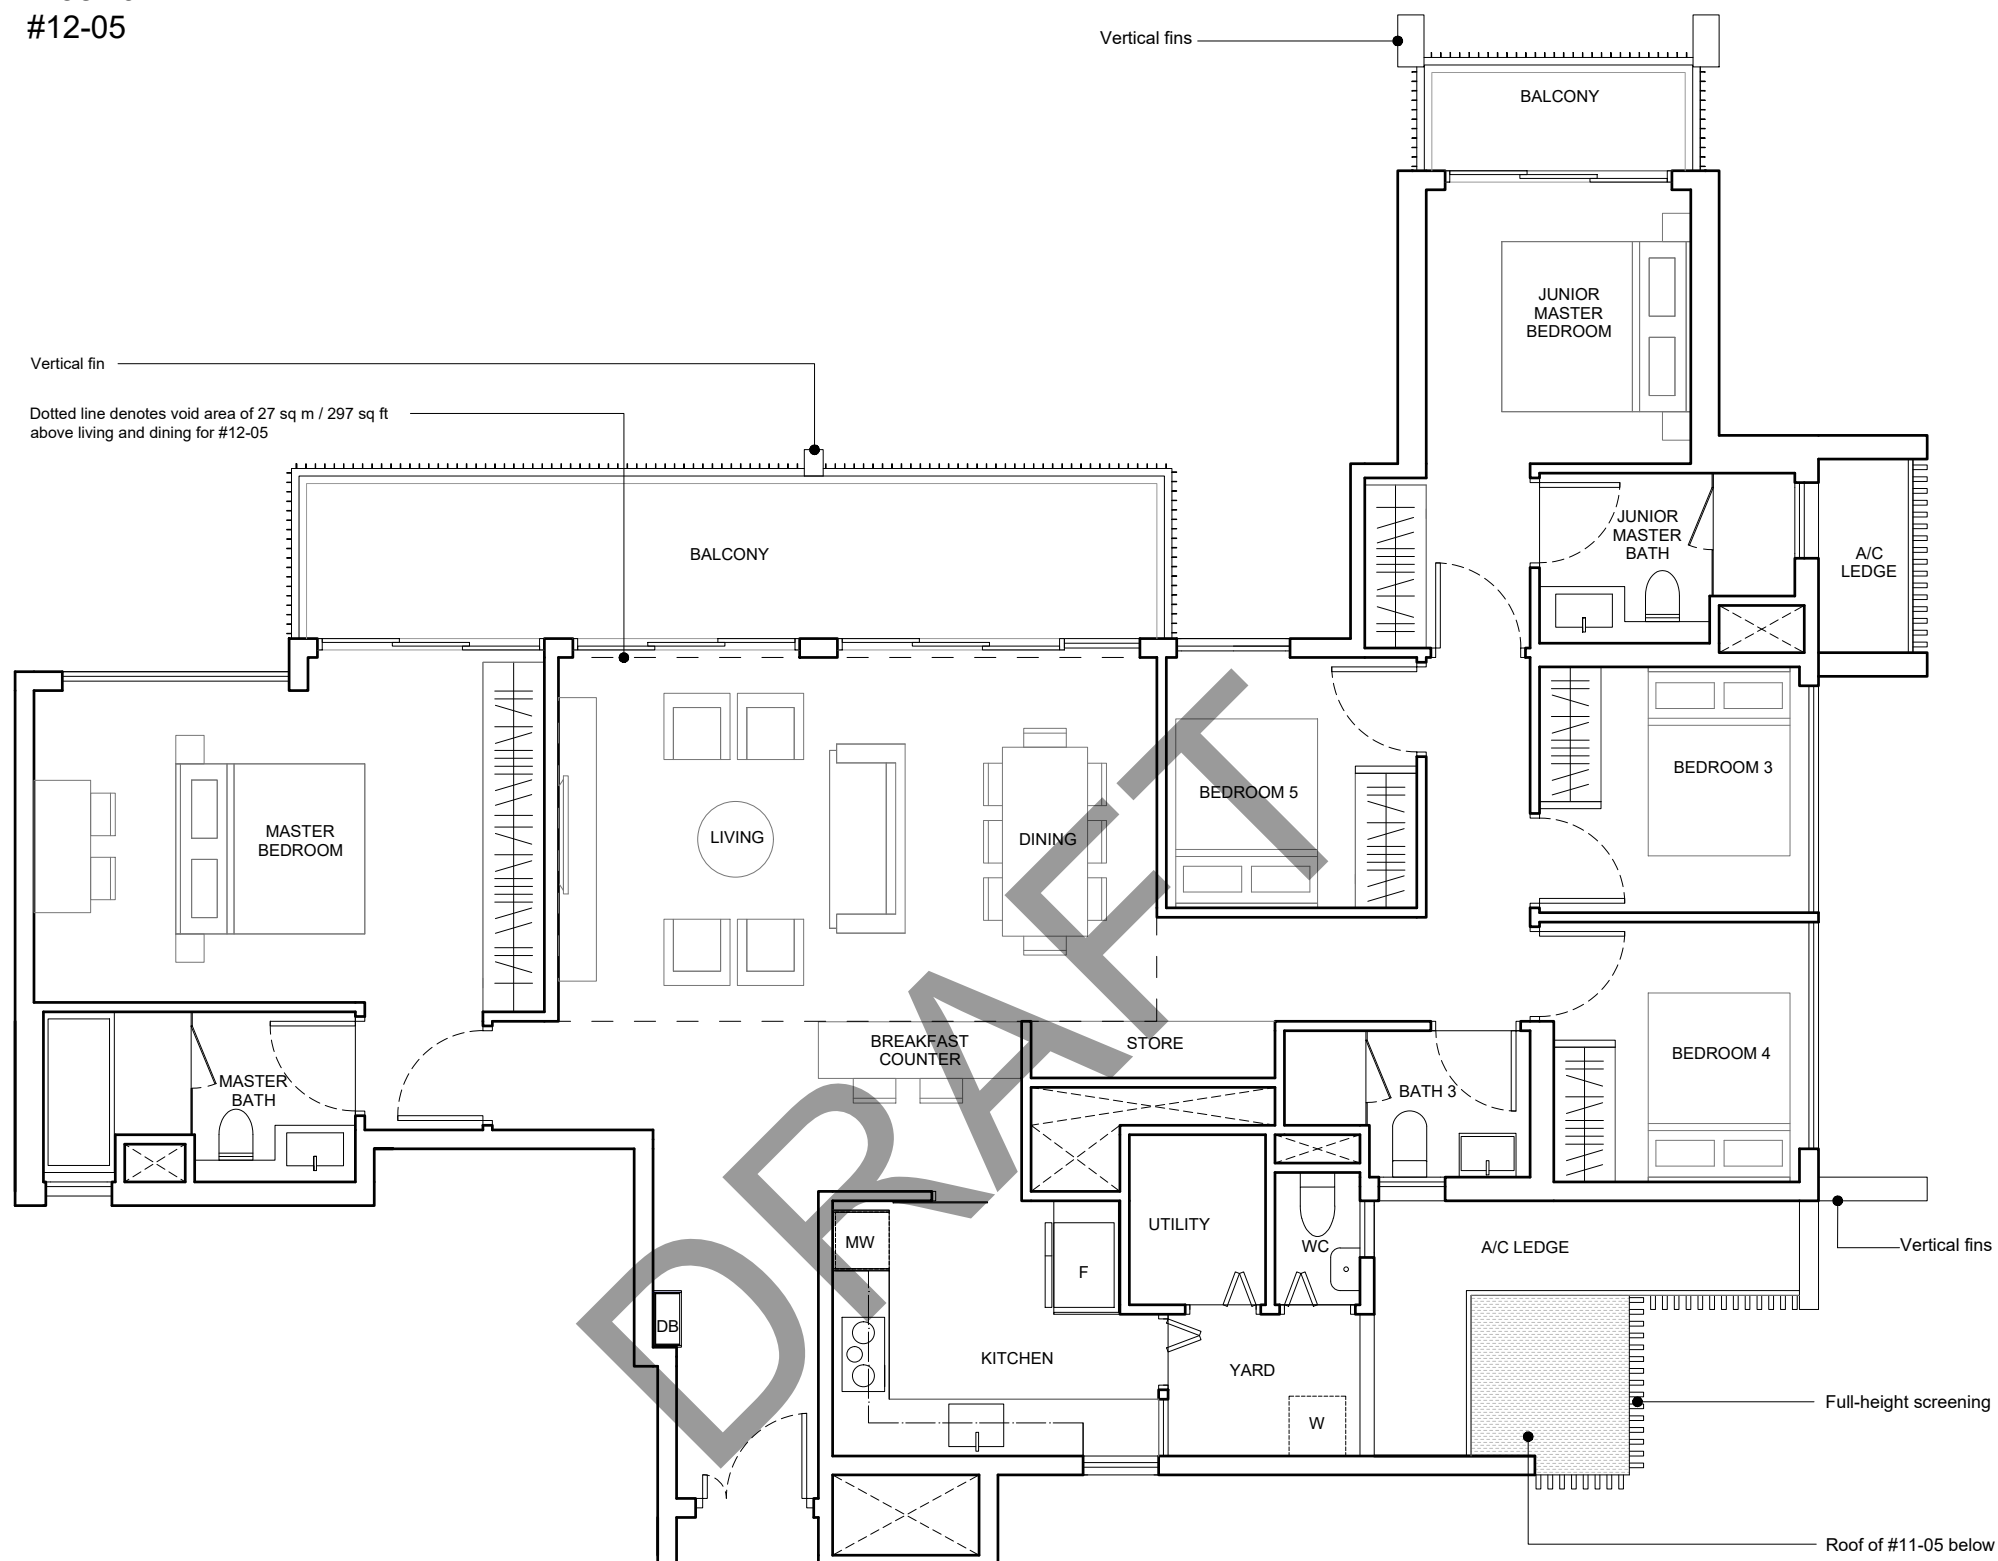 #12-05
Vertical fins
BALCONY
JUNIOR
MASTER
BEDROOM
Vertical fin
Dotted line denotes void area of 27 sq m / 297 sq ft
above living and dining for #12-05
BALCONY
JUNIOR
MASTER
BATH
A/C
LEDGE
MASTER
BEDROOM
LIVING
DINING
BEDROOM 5
BEDROOM 3
BREAKFAST
COUNTER
STORE
BEDROOM 4
MASTER
BATH
BATH 3
UTILITY
WC
MW
F
A/C LEDGE
Vertical fins
DB
KITCHEN
YARD
W
Full-height screening
Roof of #11-05 below
DRAFT